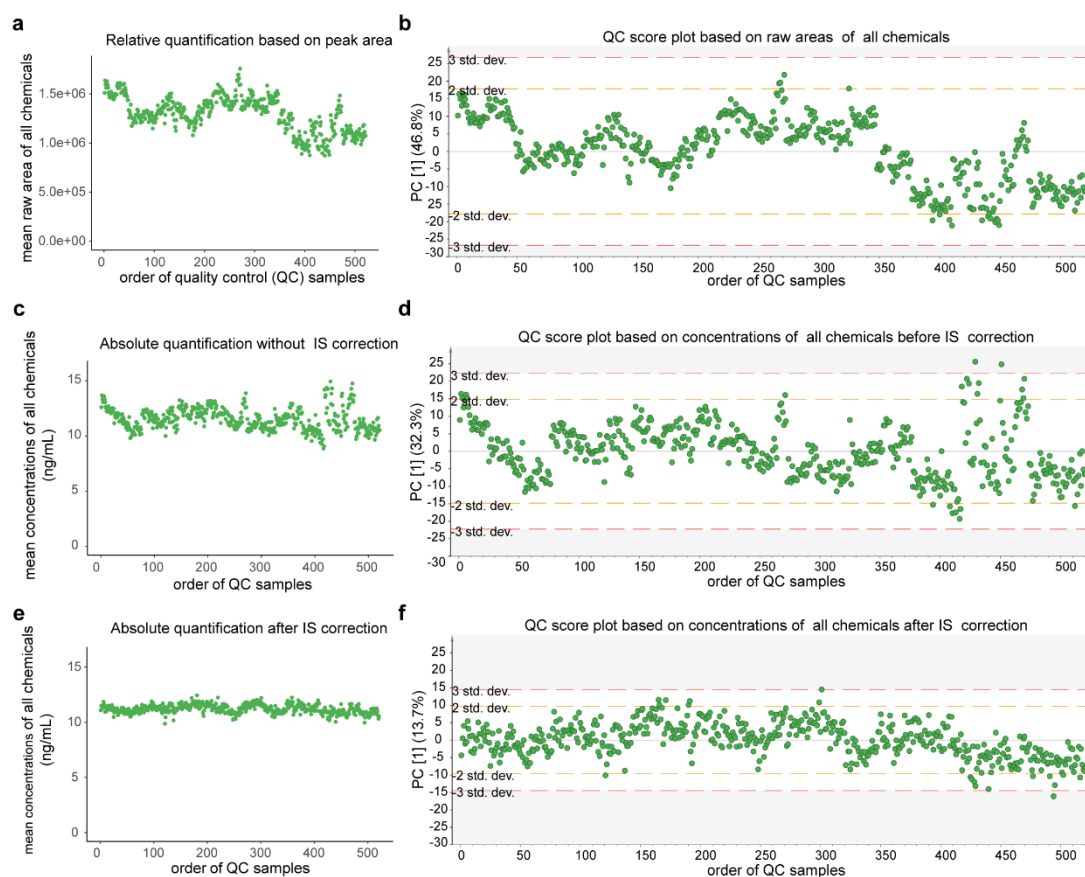 a
Relative quantification based on peak area
mean raw area of all chemicals
1.5e+06
1.0e+06
5.0e+05
0.0e+00
0 100 200 300 400 500
order of quality control (QC) samples
b
QC score plot based on raw areas of all chemicals
PC [1] (46.8%)
3 std. dev.
2 std. dev.
-2 std. dev.
-3 std. dev.
25
20
15
10
5
0
-5
-10
-15
-20
-25
-30
0 50 100 150 200 250 300 350 400 450 500
order of QC samples
c
Absolute quantification without IS correction
mean concentrations of all chemicals
(ng/mL)
15
10
5
0
0 100 200 300 400 500
order of QC samples
d
QC score plot based on concentrations of all chemicals before IS correction
PC [1] (32.3%)
3 std. dev.
2 std. dev.
-2 std. dev.
-3 std. dev.
25
20
15
10
5
0
-5
-10
-15
-20
-25
-30
0 50 100 150 200 250 300 350 400 450 500
order of QC samples
e
Absolute quantification after IS correction
mean concentrations of all chemicals
(ng/mL)
15
10
5
0
0 100 200 300 400 500
order of QC samples
f
QC score plot based on concentrations of all chemicals after IS correction
PC [1] (13.7%)
3 std. dev.
2 std. dev.
-2 std. dev.
-3 std. dev.
25
20
15
10
5
0
-5
-10
-15
-20
-25
-30
0 50 100 150 200 250 300 350 400 450 500
order of QC samples